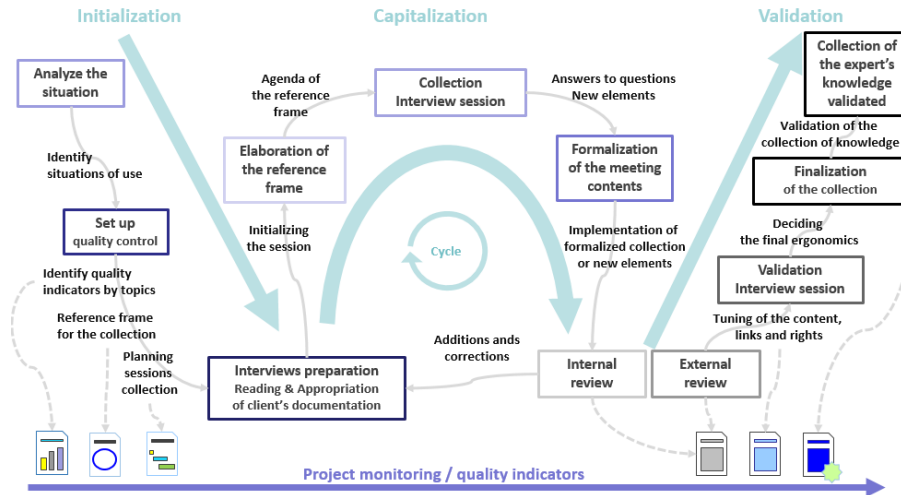 Initialization
Capitalization
Validation
Analyze the
situation
Identify
situations of use
Set up
quality control
Identify quality
indicators by topics
Reference frame
for the collection
Planning
sessions
collection
Agenda of
the reference
frame
Elaboration of
the reference
frame
Initializing
the session
Interviews preparation
Reading & Appropriation
of client's documentation
Collection
Interview session
Cycle
Answers to questions
New elements
Formalization
of the meeting
contents
Implementation of
formalized collection
or new elements
Additions ands
corrections
Internal
review
External
review
Collection of
the expert's
knowledge
validated
Validation of the
collection of knowledge
Finalization
of the collection
Deciding
the final ergonomics
Validation
Interview session
Tuning of the content,
links and rights
Project monitoring / quality indicators